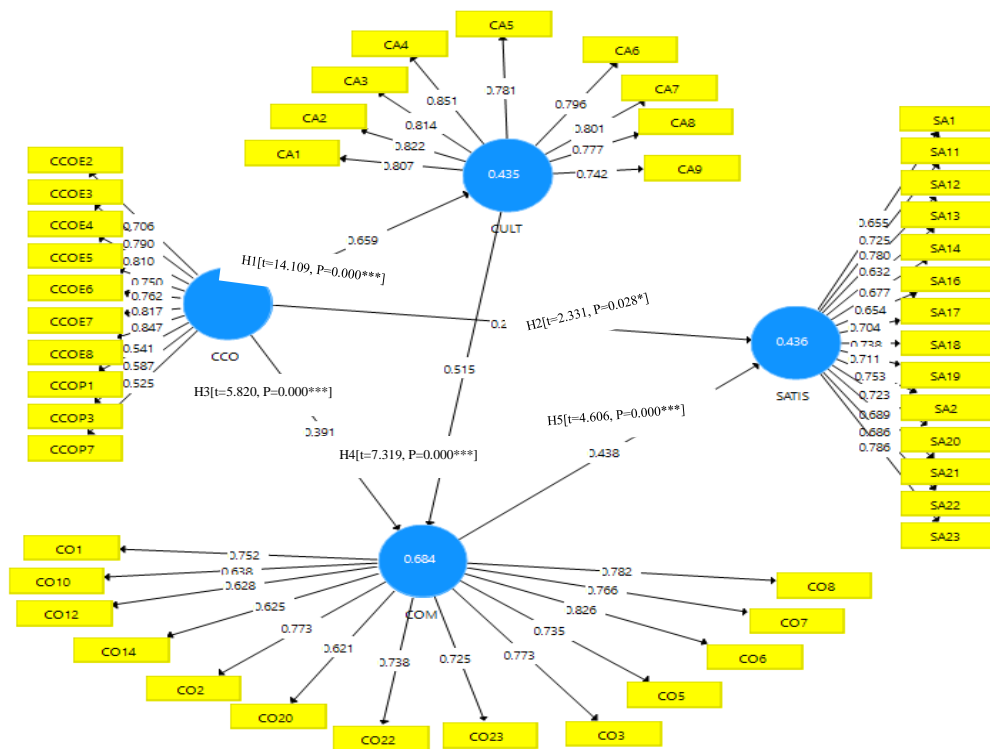 CA5
CA4
CA6
CA3
CA7
CA2
CA8
CA1
CA9
0.851
0.781
0.796
0.814
0.801
0.822
0.777
0.807
0.742
0.435
CULT
CCOE2
CCOE3
CCOE4
CCOE5
CCOE6
CCOE7
CCOE8
CCOP1
CCOP3
CCOP7
0.706
0.790
0.810
0.750
0.762
0.817
0.847
0.541
0.587
0.525
CCO
0.659
H1[t=14.109, P=0.000***]
H2[t=2.331, P=0.028*]
0.515
H3[t=5.820, P=0.000***]
0.391
H4[t=7.319, P=0.000***]
H5[t=4.606, P=0.000***]
0.438
0.436
SATIS
SA1
SA11
SA12
SA13
SA14
SA16
SA17
SA18
SA19
SA2
SA20
SA21
SA22
SA23
0.655
0.725
0.780
0.632
0.677
0.654
0.704
0.738
0.711
0.753
0.723
0.689
0.686
0.786
0.684
COM
CO1
CO10
CO12
CO14
CO2
CO20
CO22
CO23
CO3
CO5
CO6
CO7
CO8
0.752
0.638
0.628
0.625
0.773
0.621
0.738
0.725
0.773
0.735
0.826
0.766
0.782